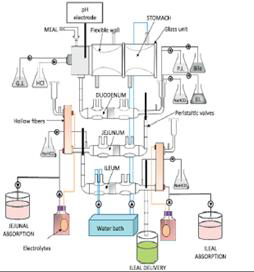 pH
electrode
STOMACH
MEAL
Flexible wall
Glass unit
G.J.
HCl
P.J.
Bile
DUODENUM
NaHCO₃
P.J.
Hollow fibers
Peristaltic valves
JEJUNUM
NaHCO₃
ILEUM
NaHCO₃
JEJUNAL
ABSORPTION
Water bath
ILEAL
ABSORPTION
Electrolytes
ILEAL DELIVERY